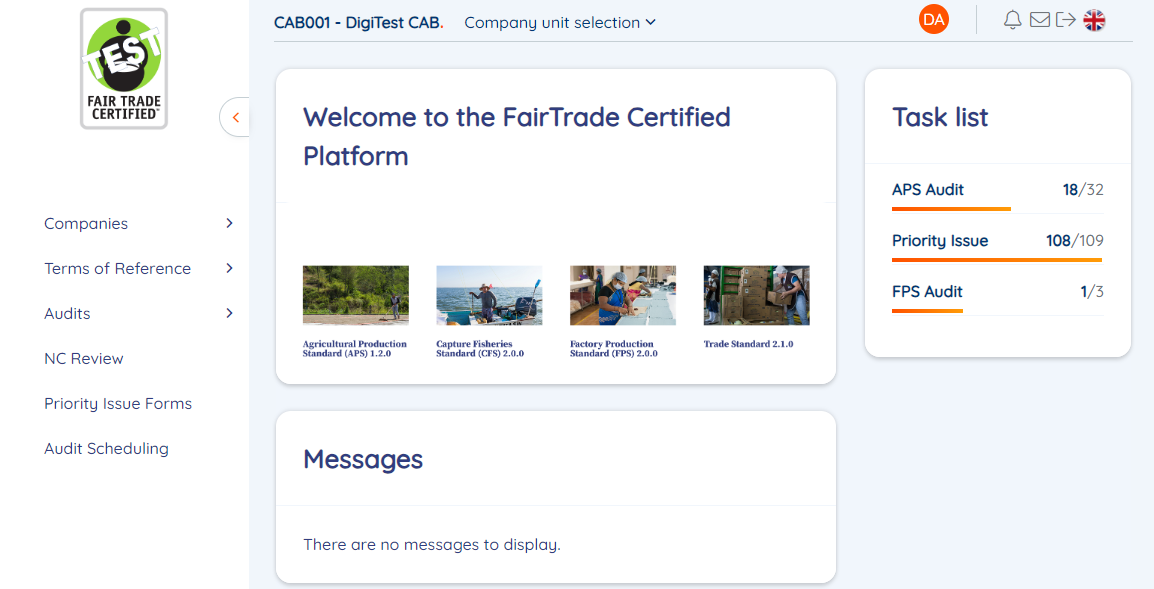 TEST
FAIR TRADE
CERTIFIED
CAB001 - DigiTest CAB. Company unit selection
DA
Companies
Terms of Reference
Audits
NC Review
Priority Issue Forms
Audit Scheduling
Welcome to the FairTrade Certified
Platform
Agricultural Production
Standard (APS) 1.2.0
Capture Fisheries
Standard (CFS) 2.0.0
Factory Production
Standard (FPS) 2.0.0
Trade Standard 2.1.0
Messages
There are no messages to display.
Task list
APS Audit 18/32
Priority Issue 108/109
FPS Audit 1/3